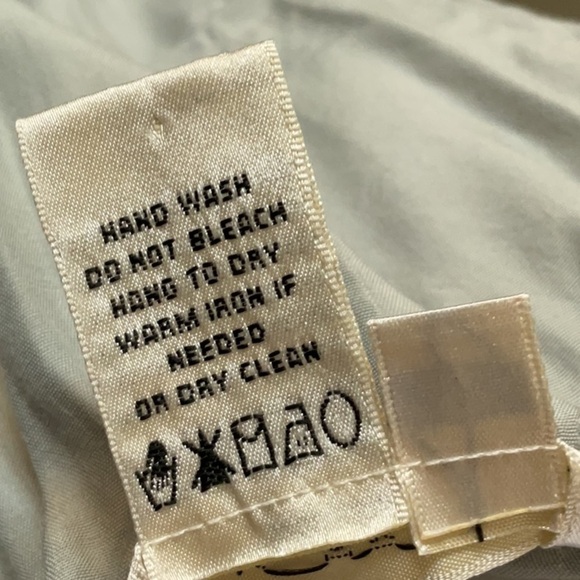 HAND WASH
DO NOT BLEACH
HANG TO DRY
WARM IRON IF
NEEDED
OR DRY CLEAN